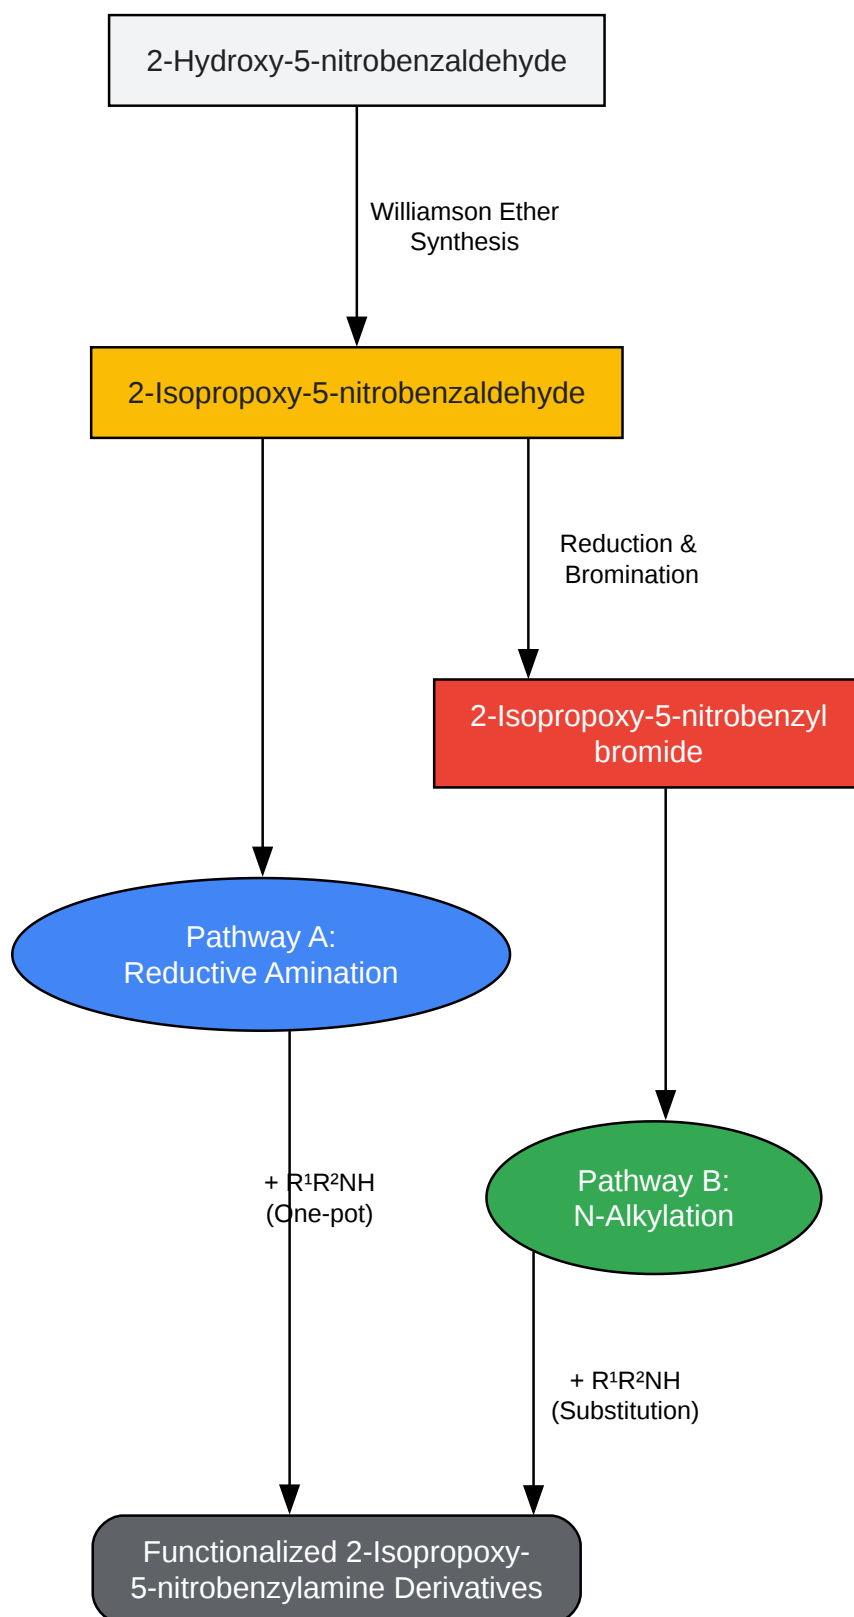 2-Hydroxy-5-nitrobenzaldehyde
Williamson Ether
Synthesis
2-Isopropoxy-5-nitrobenzaldehyde
Reduction &
Bromination
2-Isopropoxy-5-nitrobenzyl
bromide
Pathway A:
Reductive Amination
+ R¹R²NH
(One-pot)
Pathway B:
N-Alkylation
+ R¹R²NH
(Substitution)
Functionalized 2-Isopropoxy-
5-nitrobenzylamine Derivatives